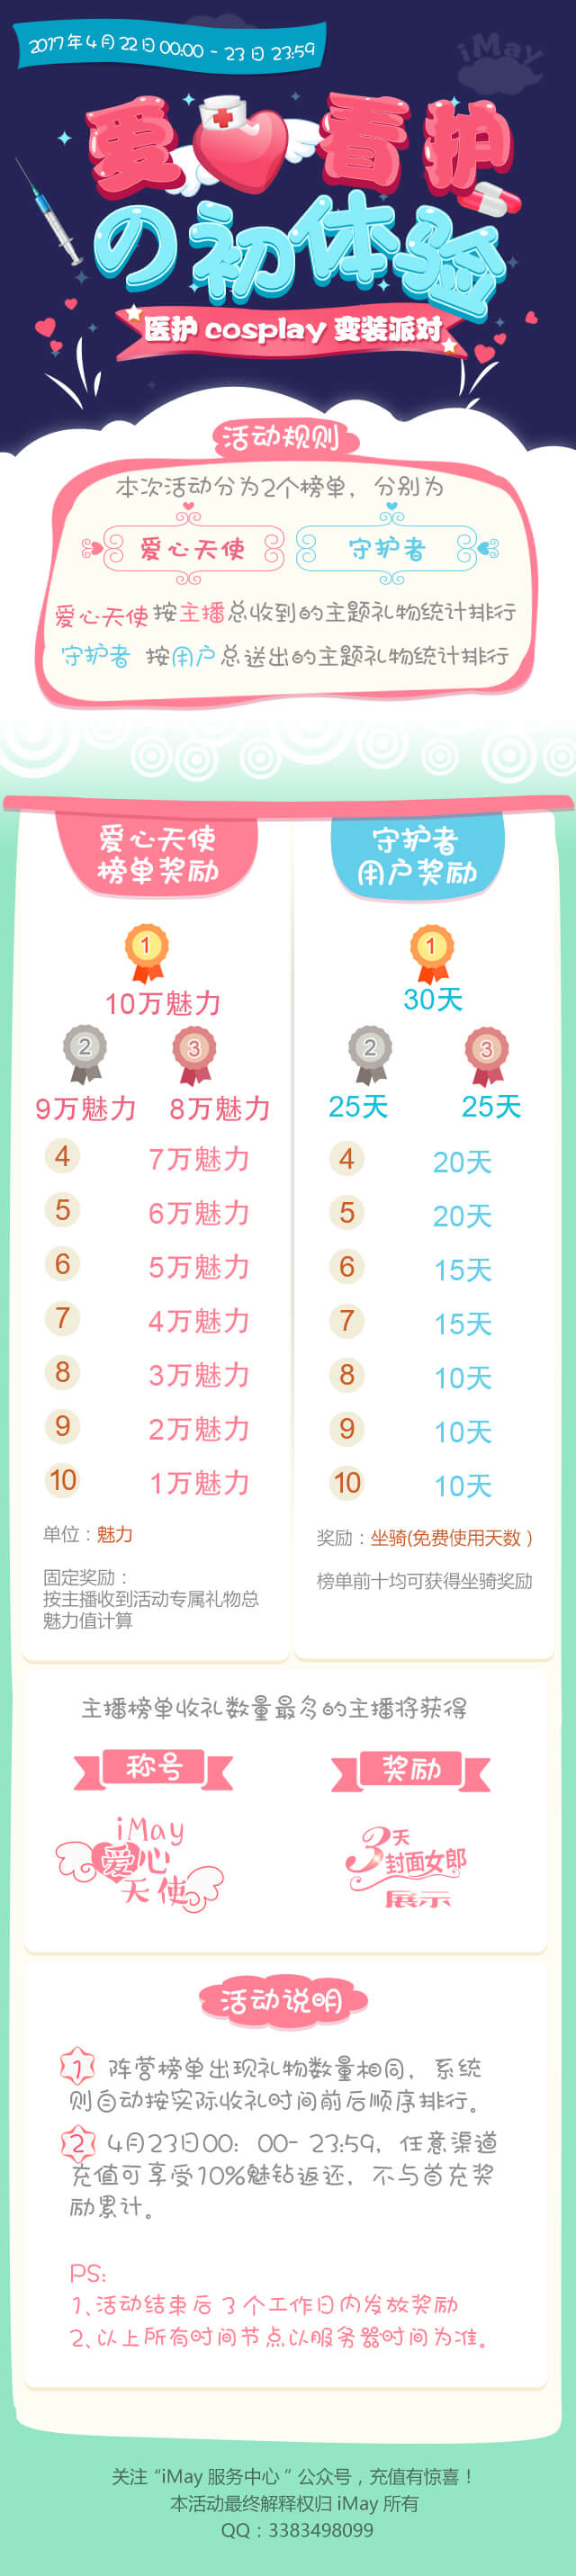 2017年4月22日00:00 - 23日 23:59
iMay
爱 看护
の初体验
医护 cosplay 变装派对
活动规则
本次活动分为2个榜单，分别为
爱心天使 守护者
爱心天使 按主播总收到的主题礼物统计排行
守护者 按用户总送出的主题礼物统计排行
爱心天使 守护者
榜单奖励 用户奖励
1 1
10万魅力 30天
2 3 2 3
9万魅力 8万魅力 25天 25天
4 7万魅力 4 20天
5 6万魅力 5 20天
6 5万魅力 6 15天
7 4万魅力 7 15天
8 3万魅力 8 10天
9 2万魅力 9 10天
10 1万魅力 10 10天
单位：魅力 奖励：坐骑(免费使用天数）
固定奖励： 榜单前十均可获得坐骑奖励
按主播收到活动专属礼物总
魅力值计算
主播榜单收礼数量最多的主播将获得
称号 奖励
iMay 3天
爱心 封面女郎
天使 展示
活动说明
1 阵营榜单出现礼物数量相同，系统
则自动按实际收礼时间前后顺序排行。
2 4月23日00：00- 23:59，任意渠道
充值可享受10%魅钻返还，不与首充奖
励累计。
PS:
1、活动结束后 3 个工作日内发放奖励
2、以上所有时间节点以服务器时间为准。
关注 “iMay 服务中心 ” 公众号，充值有惊喜！
本活动最终解释权归 iMay 所有
QQ：3383498099